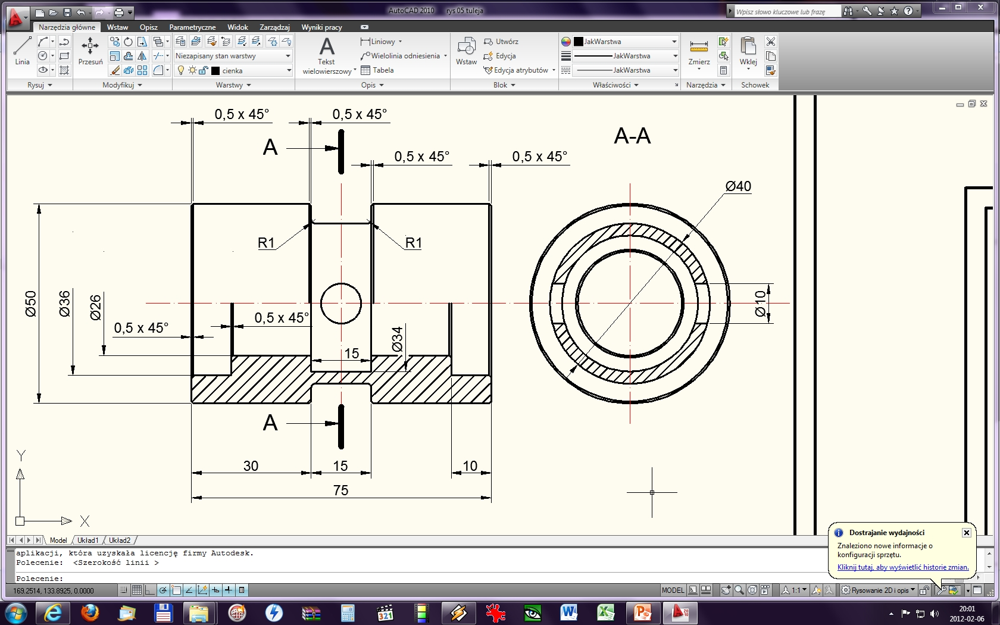 AutoCAD 2010    rys 05 tuleja
Wpisz słowo kluczowe lub frazę
Narzędzia główne Wstaw Opisz Parametryczne Widok Zarządzaj Wyniki pracy
Linia
Przesuń
Niezapisany stan warstwy
cienka
Tekst
wielowierszowy
Liniowy
Wielolinia odniesienia
Tabela
Wstaw
Utwórz
Edycja
Edycja atrybutów
JakWarstwa
JakWarstwa
JakWarstwa
Zmierz
Wklej
Rysuj Modyfikuj Warstwy Opis Blok Właściwości Narzędzia Schowek
0,5 x 45° 0,5 x 45°
A
A-A
0,5 x 45° 0,5 x 45°
Ø40
R1 R1
Ø50
Ø36
Ø26
0,5 x 45°
0,5 x 45°
Ø34
Ø10
15
A
30 15 10
75
Y
X
Model Układ1 Układ2
aplikacji, która uzyskała licencję firmy Autodesk.
Polecenie:  <Szerokość linii >
Polecenie:
Dostrajanie wydajności
Znaleziono nowe informacje o
konfiguracji sprzętu.
Kliknij tutaj, aby wyświetlić historię zmian.
169.2514, 133.8925, 0.0000
MODEL
1:1
Rysowanie 2D i opis
321
20:01
2012-02-06